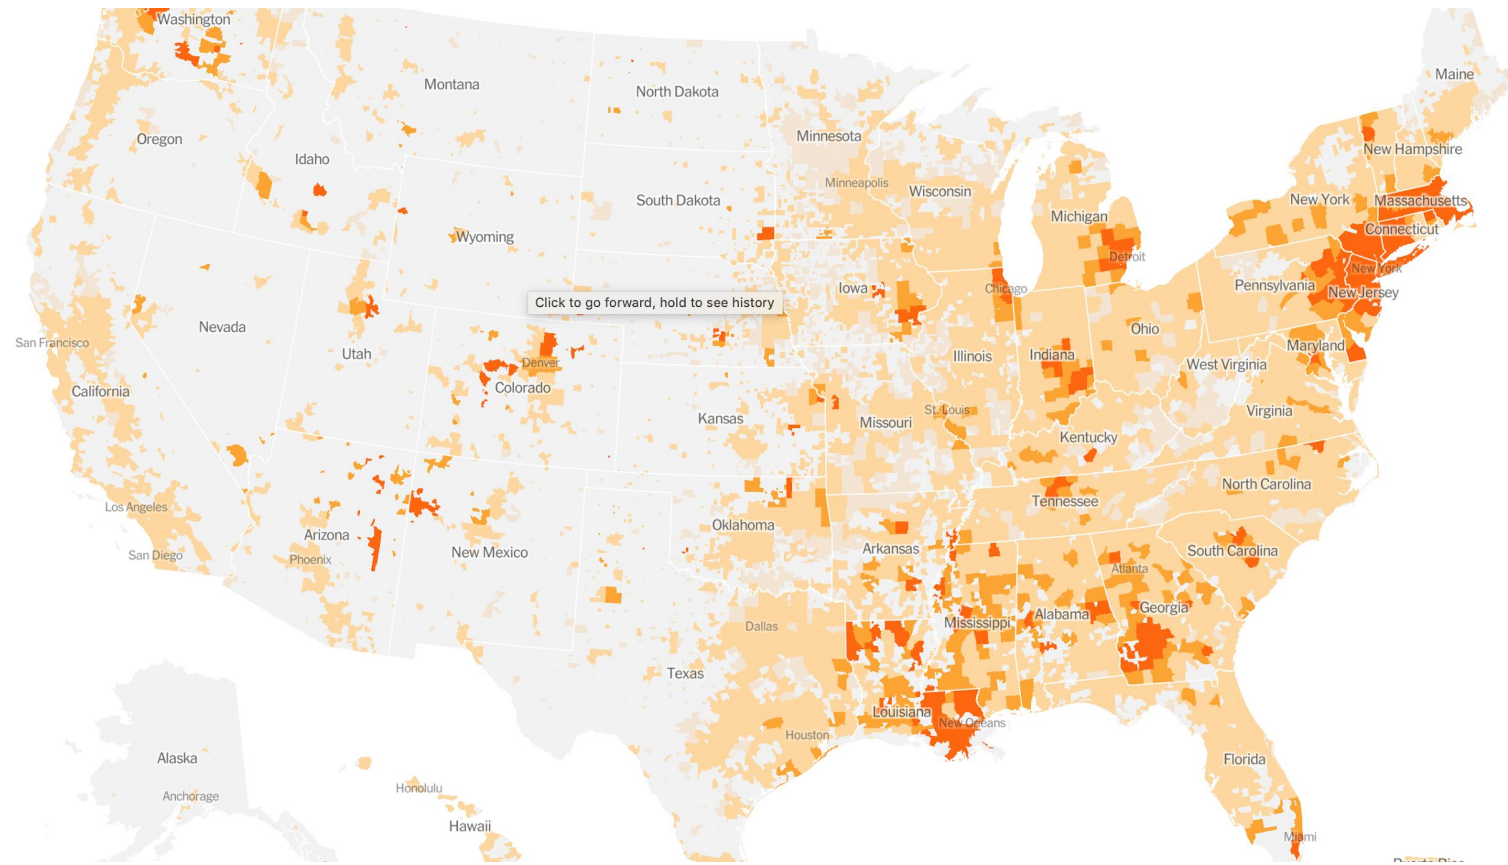 Washington
Maine
Montana
North Dakota
Minnesota
Oregon
New Hampshire
Idaho
Minneapolis
Wisconsin
South Dakota
New York
Massachusetts
Michigan
Connecticut
Wyoming
Detroit
New York
Pennsylvania
Iowa
Chicago
New Jersey
Click to go forward, hold to see history
Nevada
Ohio
San Francisco
Utah
Illinois
Indiana
Maryland
Denver
West Virginia
Colorado
California
St. Louis
Virginia
Kansas
Missouri
Kentucky
North Carolina
Tennessee
Los Angeles
Oklahoma
Arizona
Arkansas
South Carolina
San Diego
Phoenix
New Mexico
Atlanta
Georgia
Alabama
Mississippi
Dallas
Texas
Louisiana
New Orleans
Houston
Alaska
Florida
Honolulu
Anchorage
Hawaii
Miami